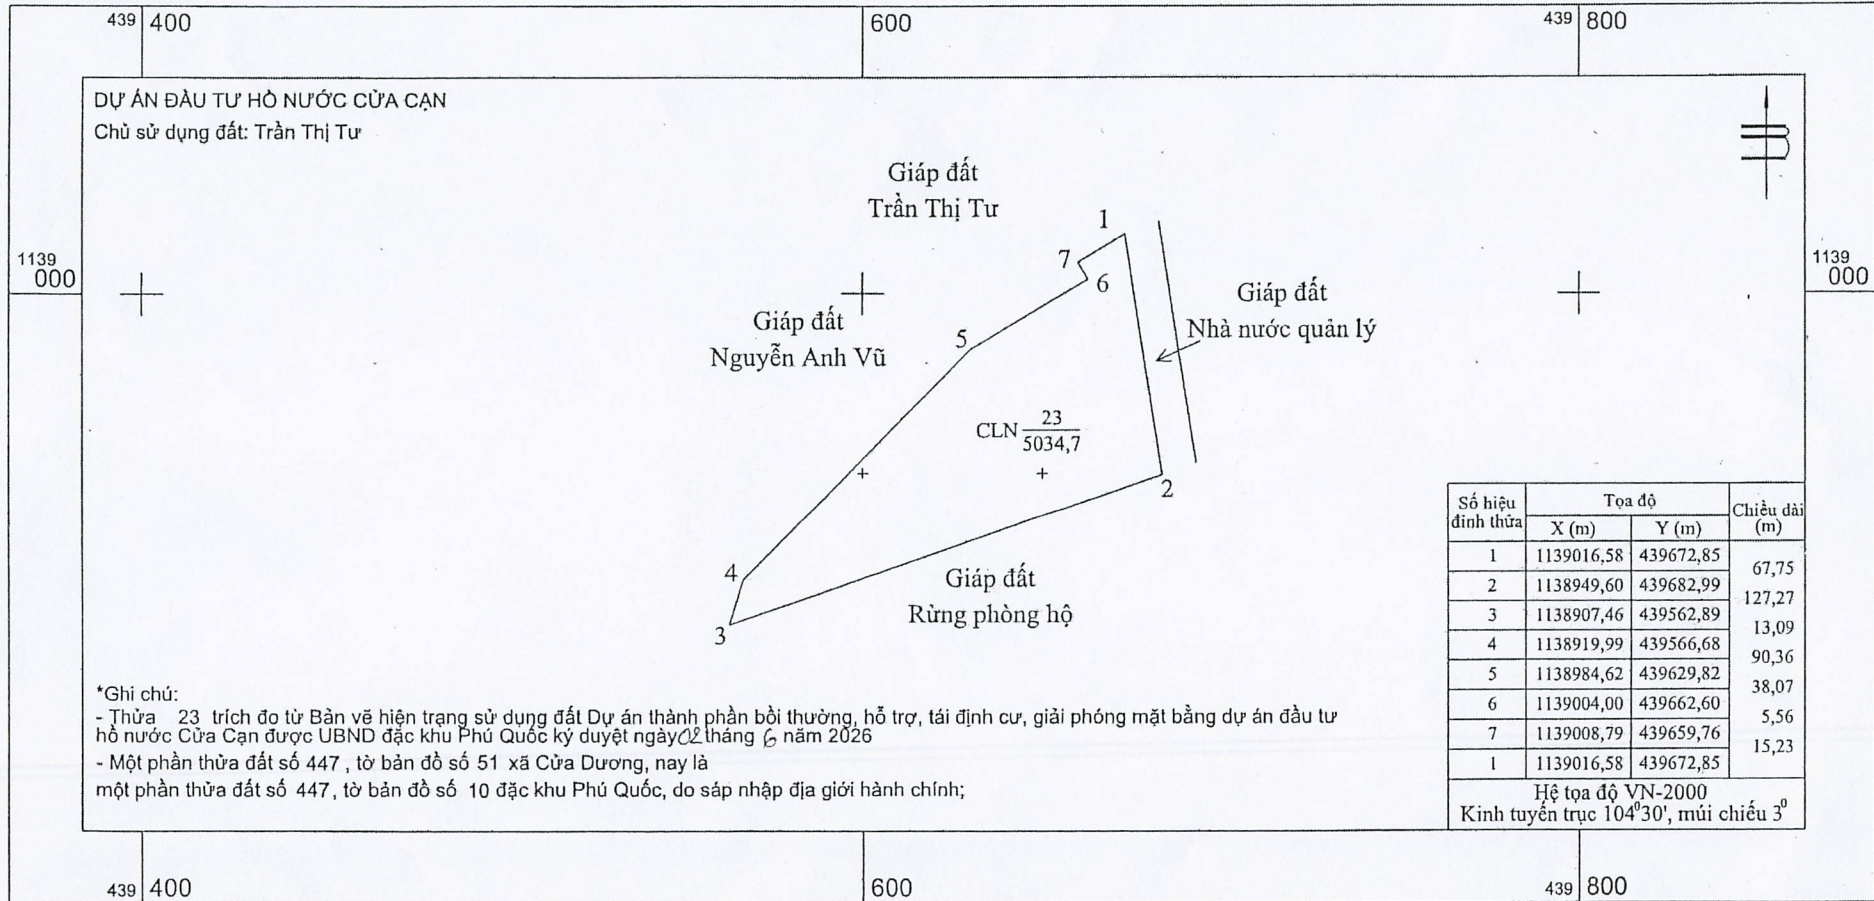 439 400
600
439 800
DỰ ÁN ĐẦU TƯ HỒ NƯỚC CỬA CẠN
Chủ sử dụng đất: Trần Thị Tư
B
Giáp đất
Trần Thị Tư
1
7
6
5
1139
000
1139
000
Giáp đất
Nguyễn Anh Vũ
Giáp đất
Nhà nước quản lý
CLN 23
5034,7
2
4
3
Giáp đất
Rừng phòng hộ
Số hiệu đỉnh thửa Tọa độ Chiều dài (m)
X (m) Y (m)
1 1139016,58 439672,85
67,75
2 1138949,60 439682,99
127,27
3 1138907,46 439562,89
13,09
4 1138919,99 439566,68
90,36
5 1138984,62 439629,82
38,07
6 1139004,00 439662,60
5,56
7 1139008,79 439659,76
15,23
1 1139016,58 439672,85
Hệ tọa độ VN-2000
Kinh tuyến trục 104⁰30', múi chiếu 3⁰
*Ghi chú:
- Thửa 23 trích đo từ Bản vẽ hiện trạng sử dụng đất Dự án thành phần bồi thường, hỗ trợ, tái định cư, giải phóng mặt bằng dự án đầu tư
hồ nước Cửa Cạn được UBND đặc khu Phú Quốc ký duyệt ngày 02 tháng 6 năm 2026
- Một phần thửa đất số 447 , tờ bản đồ số 51 xã Cửa Dương, nay là
một phần thửa đất số 447, tờ bản đồ số 10 đặc khu Phú Quốc, do sáp nhập địa giới hành chính;
439 400
600
439 800